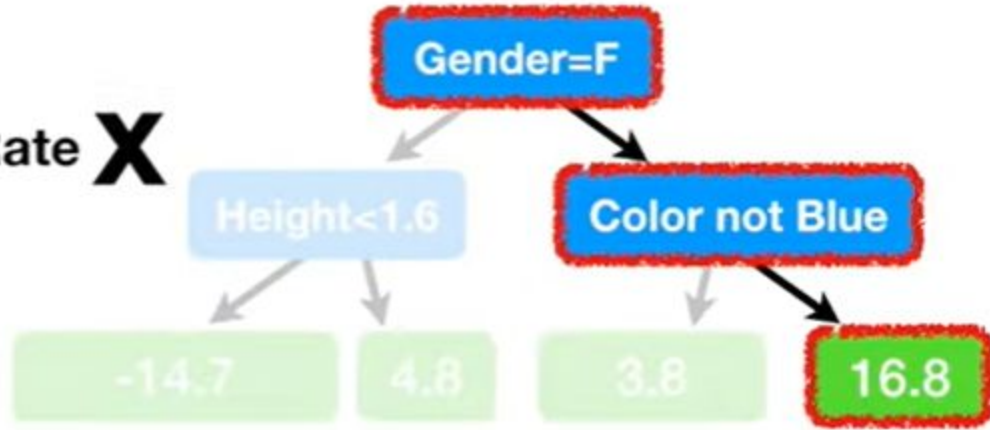 Gender=F
ate X
Height<1.6
Color not Blue
-14.7
4.8
3.8
16.8